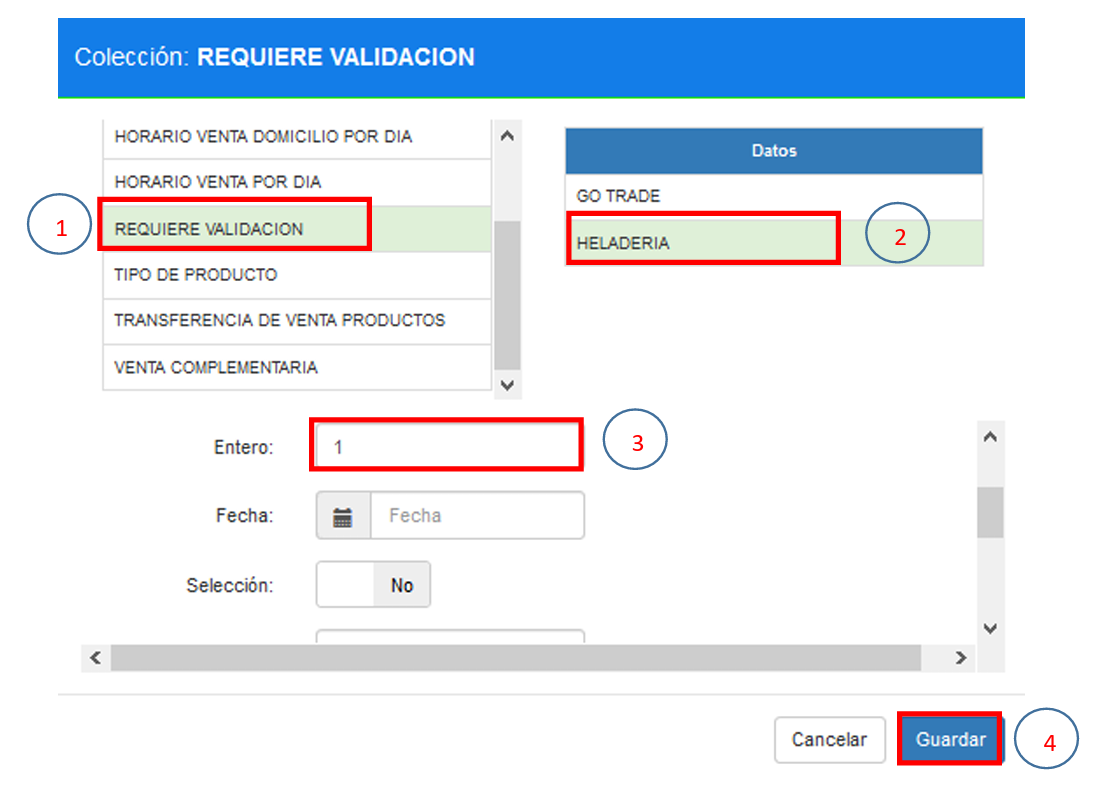 Colección: REQUIERE VALIDACION
HORARIO VENTA DOMICILIO POR DIA
HORARIO VENTA POR DIA
1
REQUIERE VALIDACION
TIPO DE PRODUCTO
TRANSFERENCIA DE VENTA PRODUCTOS
VENTA COMPLEMENTARIA
Datos
GO TRADE
HELADERIA
2
Entero: 1
3
Fecha: Fecha
Selección: No
Cancelar
Guardar
4